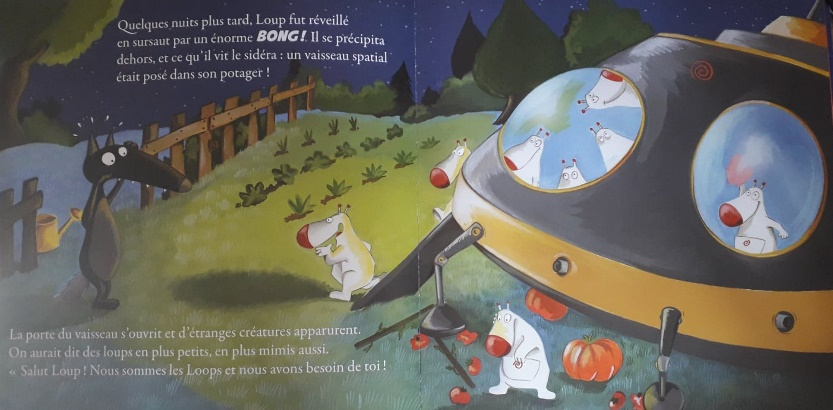 Quelques nuits plus tard, Loup fut réveillé
en sursaut par un énorme BONG! Il se précipita
dehors, et ce qu'il vit le sidéra : un vaisseau spatial
était posé dans son potager !
La porte du vaisseau s'ouvrit et d'étranges créatures apparurent.
On aurait dit des loups en plus petits, en plus mimis aussi.
« Salut Loup ! Nous sommes les Loops et nous avons besoin de toi !